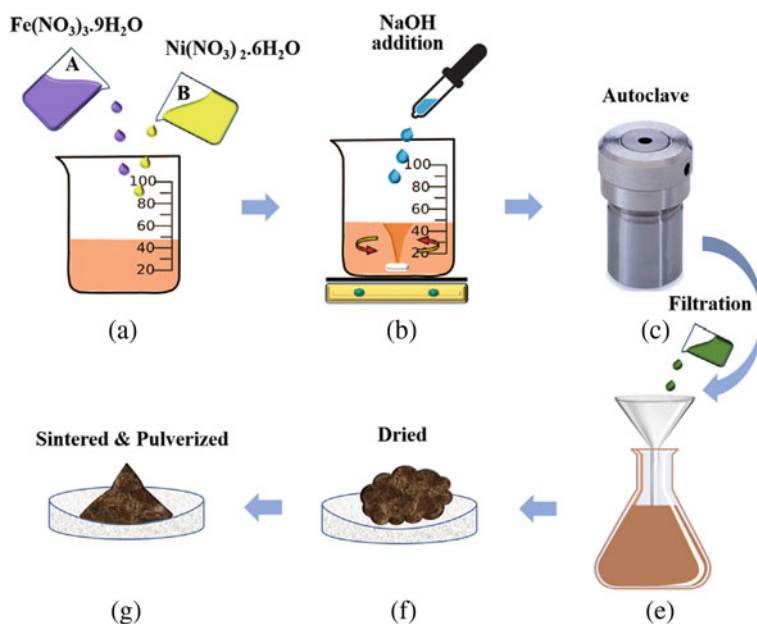 Fe(NO3)3.9H2O
Ni(NO3)2.6H2O
A
B
100
80
60
40
20
(a)
NaOH
addition
100
80
60
40
20
(b)
Autoclave
(c)
Filtration
(e)
Dried
(f)
Sintered & Pulverized
(g)